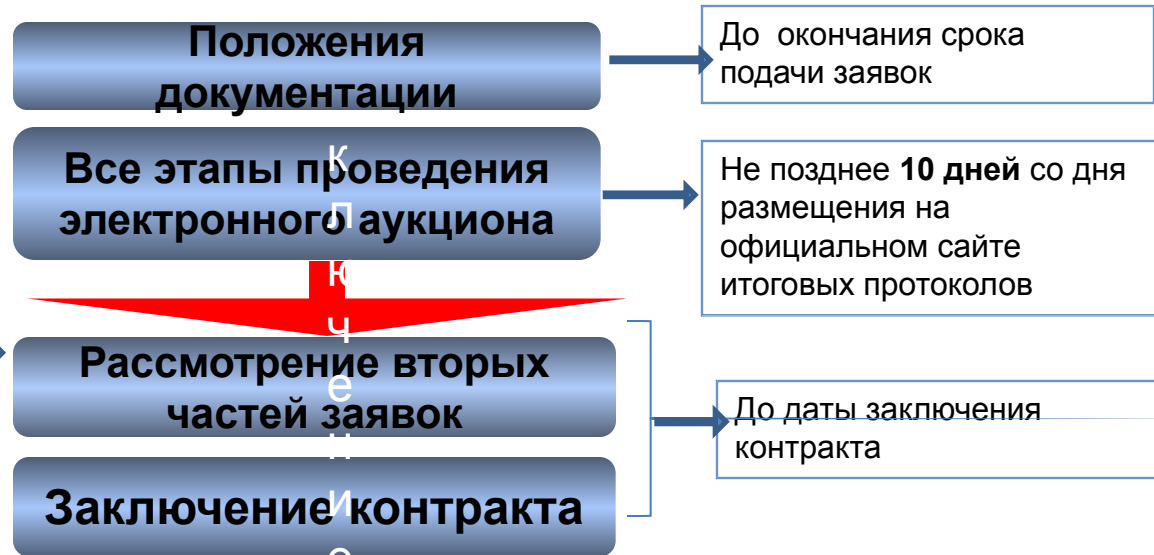 Положения
документации
До окончания срока
подачи заявок
Все этапы проведения
электронного аукциона
Не позднее 10 дней со дня
размещения на
официальном сайте
итоговых протоколов
Рассмотрение вторых
частей заявок
Заключение контракта
До даты заключения
контракта
к
л
ю
ч
е
н
и
е